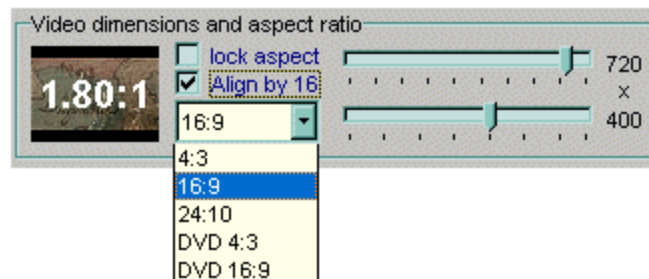 Video dimensions and aspect ratio
1.80:1
lock aspect
Align by 16
16:9
720
x
400
4:3
16:9
24:10
DVD 4:3
DVD 16:9